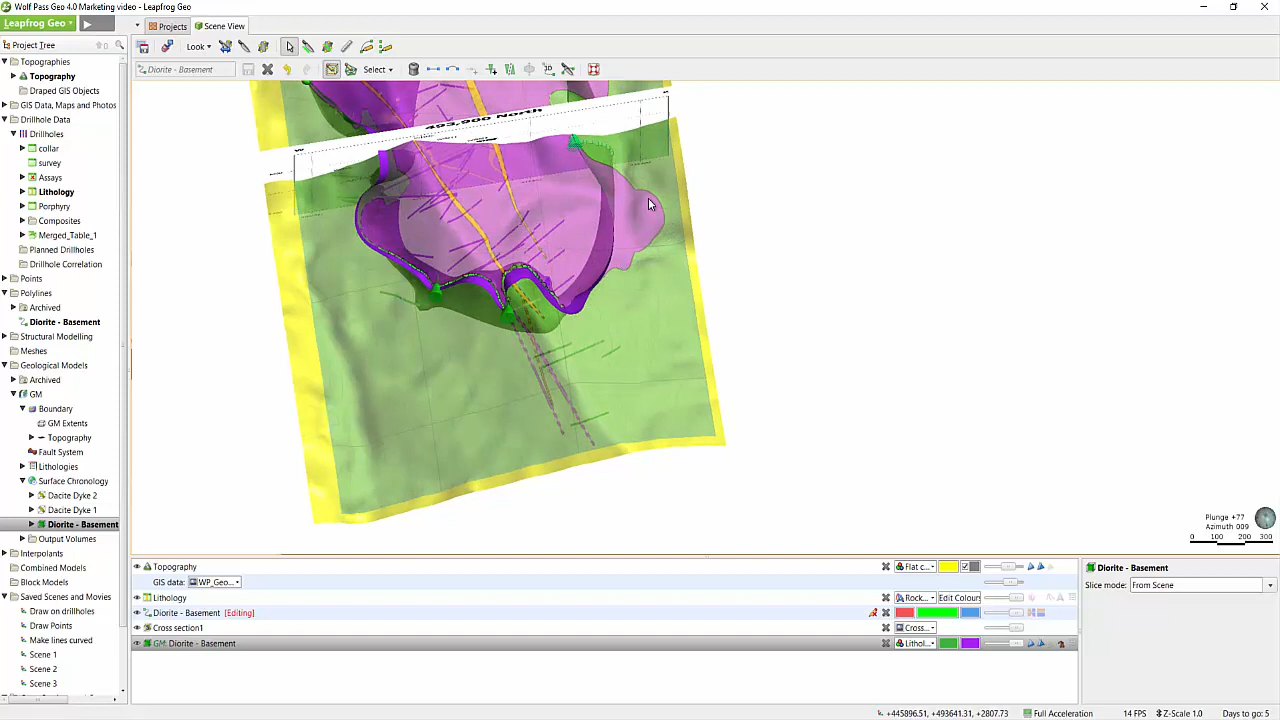 Wolf Pass Geo 4.0 Marketing video - Leapfrog Geo
Leapfrog Geo
Projects
Scene View
Project Tree
Look
Diorite - Basement
Select
Topographies
Topography
Draped GIS Objects
GIS Data, Maps and Photos
Drillhole Data
Drillholes
collar
survey
Assays
Lithology
Porphyry
Composites
Merged_Table_1
Planned Drillholes
Drillhole Correlation
Points
Polylines
Archived
Diorite - Basement
Structural Modelling
Meshes
Geological Models
Archived
GM
Boundary
GM Extents
Topography
Fault System
Lithologies
Surface Chronology
Dacite Dyke 2
Dacite Dyke 1
Diorite - Basement
Output Volumes
Interpolants
Combined Models
Block Models
Saved Scenes and Movies
Draw on drillholes
Draw Points
Make lines curved
Scene 1
Scene 2
Scene 3
North
Plunge +77
Azimuth 009
0 100 200 300
Topography
Flat c...
GIS data:
WP_Geo...
Lithology
Rock...
Edit Colours
Diorite - Basement [Editing]
Cross section1
Cross...
GM: Diorite - Basement
Lithol...
Diorite - Basement
Slice mode:
From Scene
+445896.51, +493641.31, +2807.73
Full Acceleration
14 FPS
Z-Scale 1.0
Days to go: 5